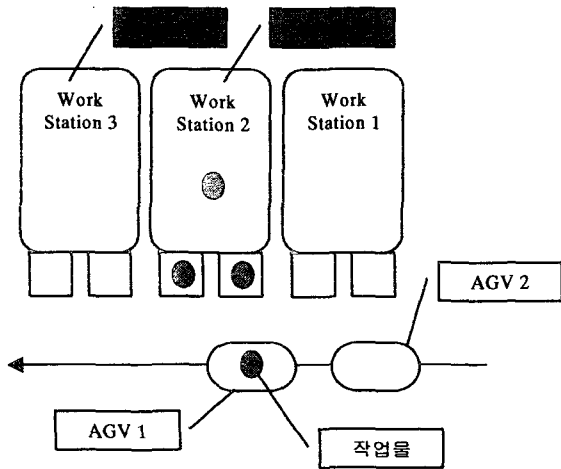 Work
Station 3
Work
Station 2
Work
Station 1
AGV 2
AGV 1
작업물